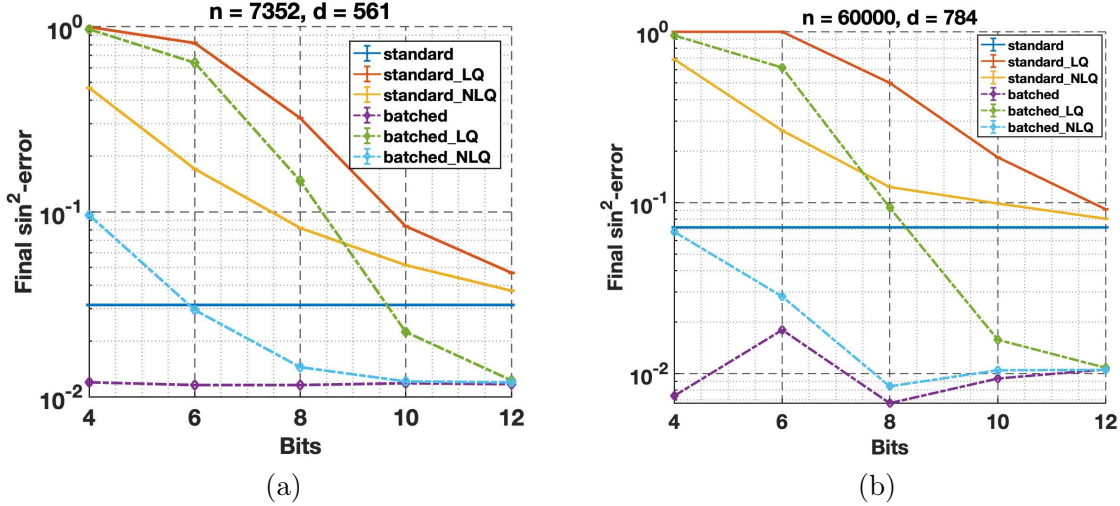 n = 7352, d = 561
10^0
10^-1
10^-2
Final sin^2-error
4 6 8 10 12
Bits
standard
standard_LQ
standard_NLQ
batched
batched_LQ
batched_NLQ
(a)
n = 60000, d = 784
10^0
10^-1
10^-2
Final sin^2-error
4 6 8 10 12
Bits
standard
standard_LQ
standard_NLQ
batched
batched_LQ
batched_NLQ
(b)